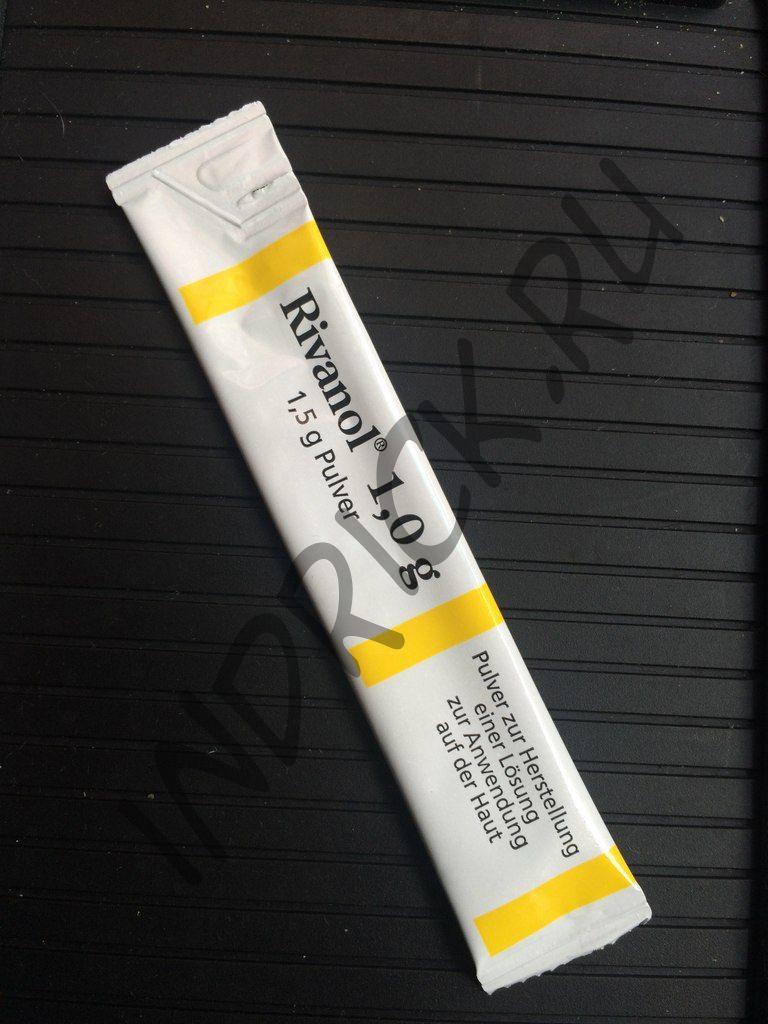 Rivanol® 1,0 g
1,5 g Pulver
Pulver zur Herstellung
einer Lösung
zur Anwendung
auf der Haut
INDRICK.RU